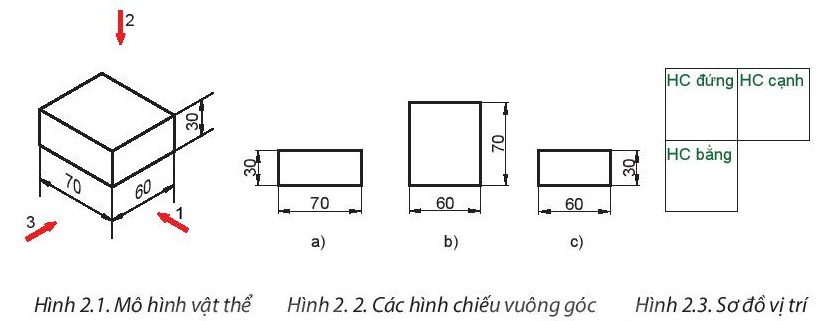 2
30
70
60
3
1
30
70
a)
70
60
b)
30
60
c)
HC đứng HC cạnh
HC bằng
Hình 2.1. Mô hình vật thể
Hình 2. 2. Các hình chiếu vuông góc
Hình 2.3. Sơ đồ vị trí